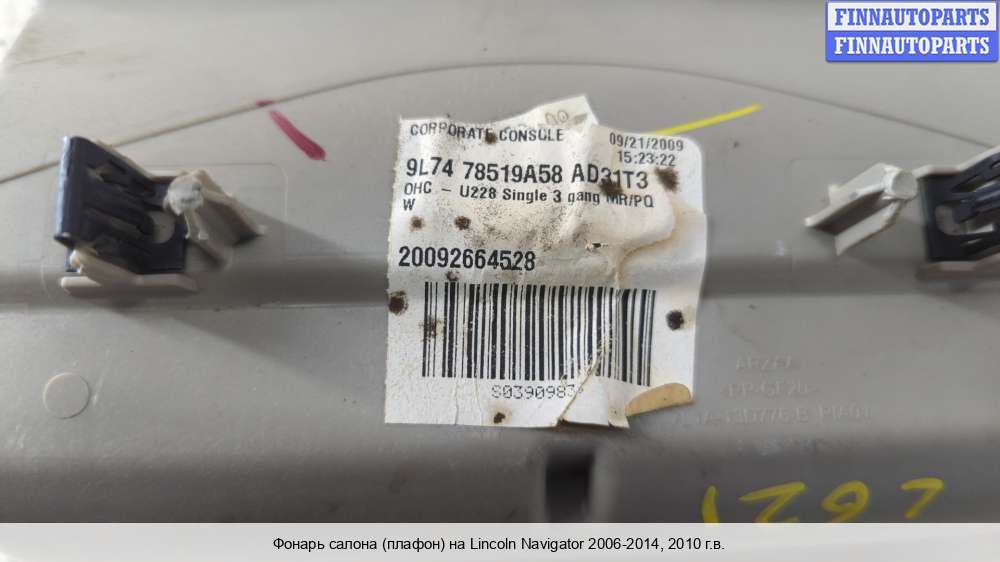 FINNAUTOPARTS
FINNAUTOPARTS
CORPORATE CONSOLE
09/21/2009
15:23:22
9L74 78519A58 AD31T3
OHC - U228 Single 3 gang MR/PQ
W
20092664528
S0390983
Фонарь салона (плафон) на Lincoln Navigator 2006-2014, 2010 г.в.